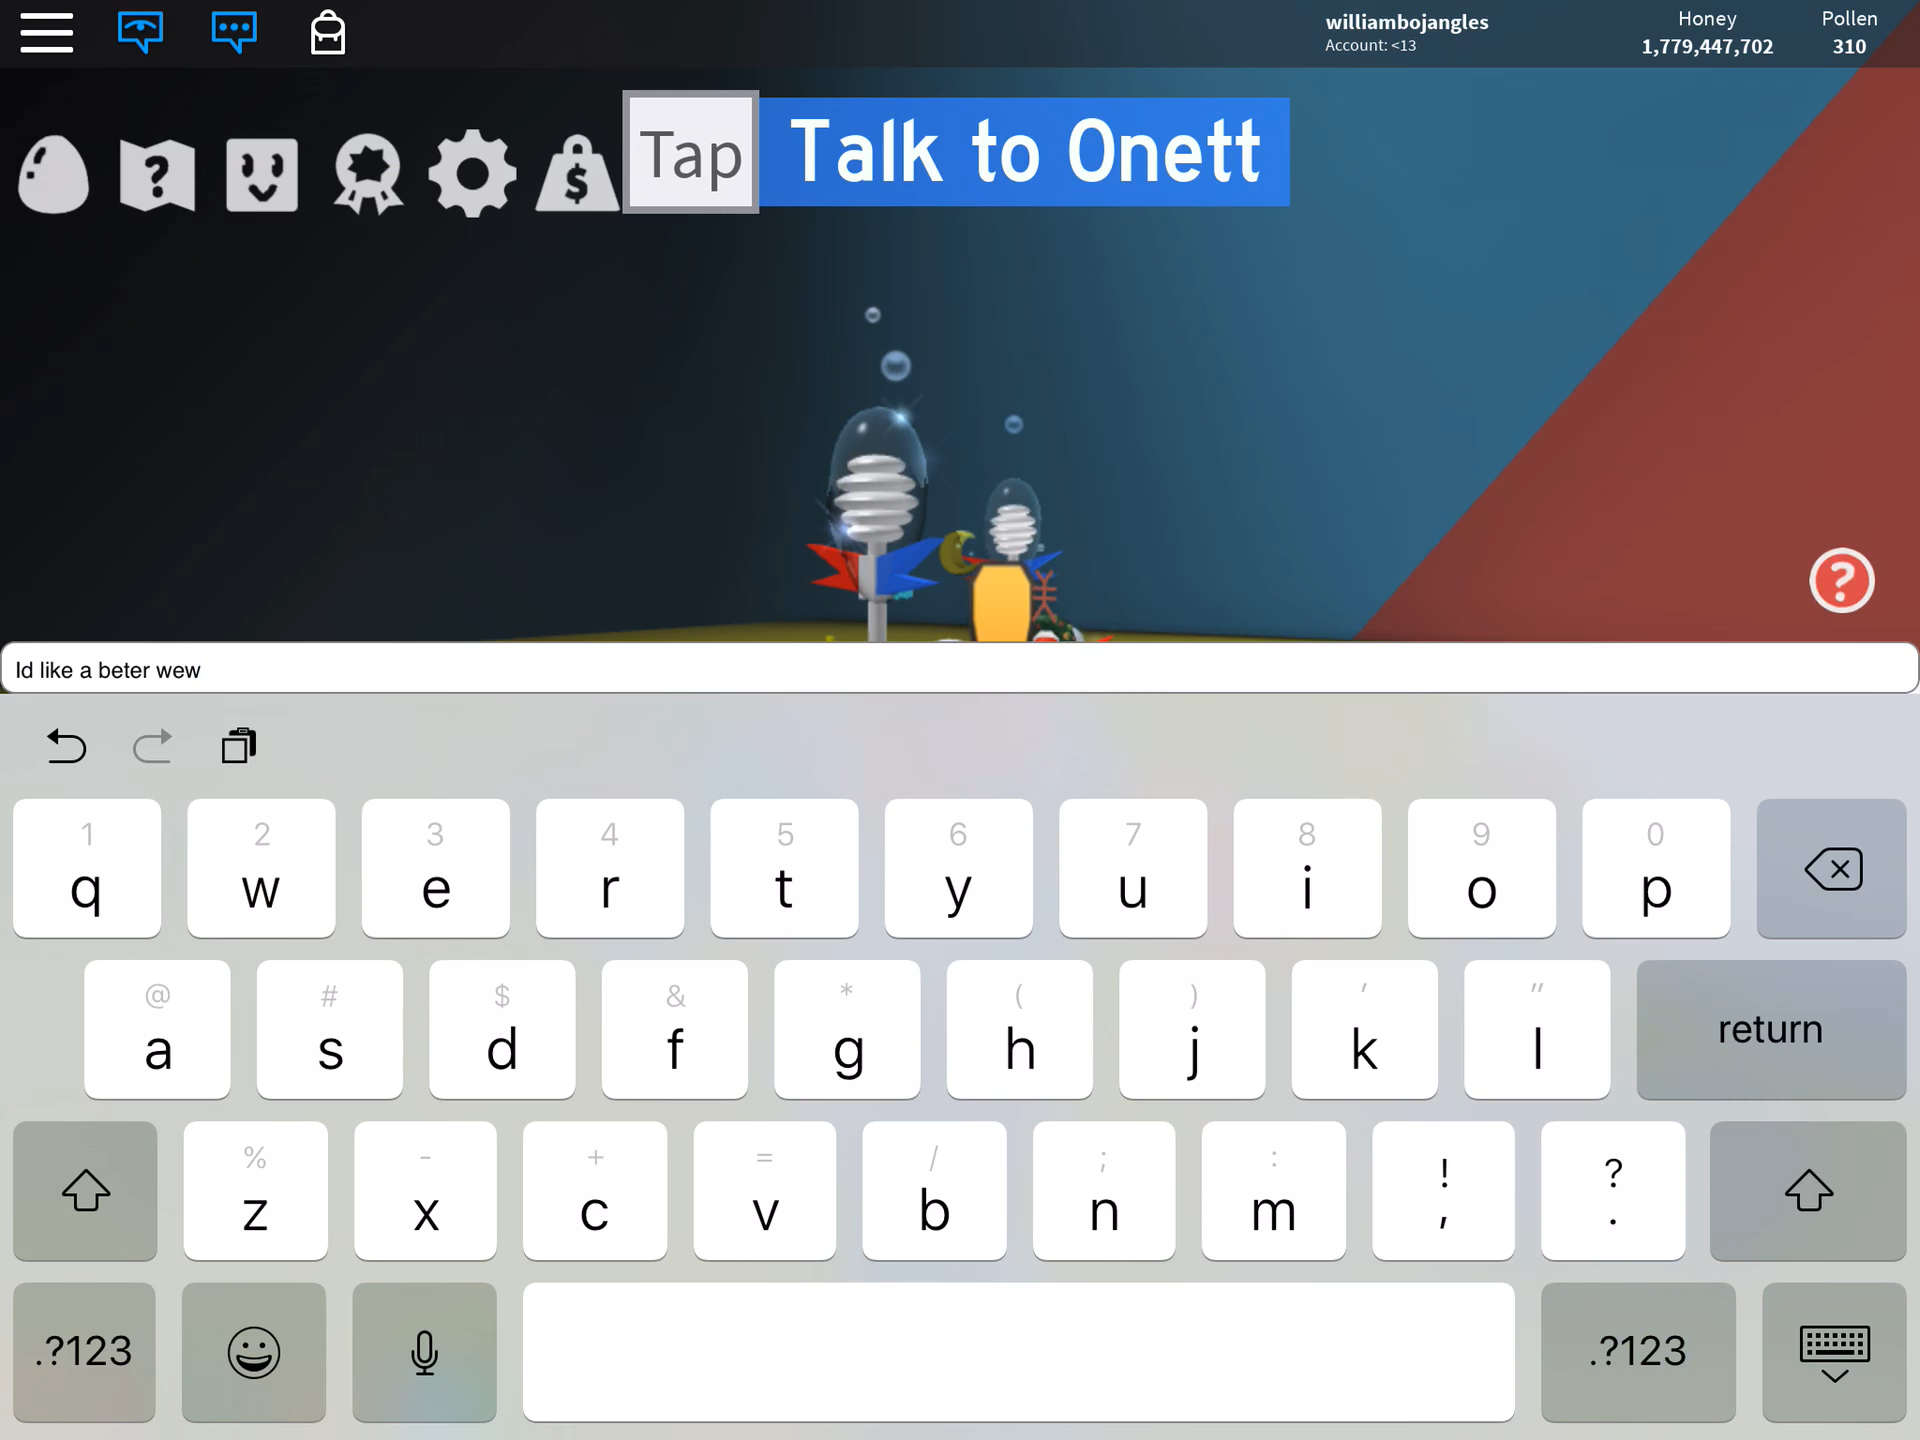 williambojangles
Account: <13
Honey
1,779,447,702
Pollen
310
?
$
Tap
Talk to Onett
?
Id like a beter wew
1 2 3 4 5 6 7 8 9 0
q w e r t y u i o p
@ # $ & * ( ) ' "
a s d f g h j k l return
% - + = / ; : ! ?
z x c v b n m , .
.?123 .?123